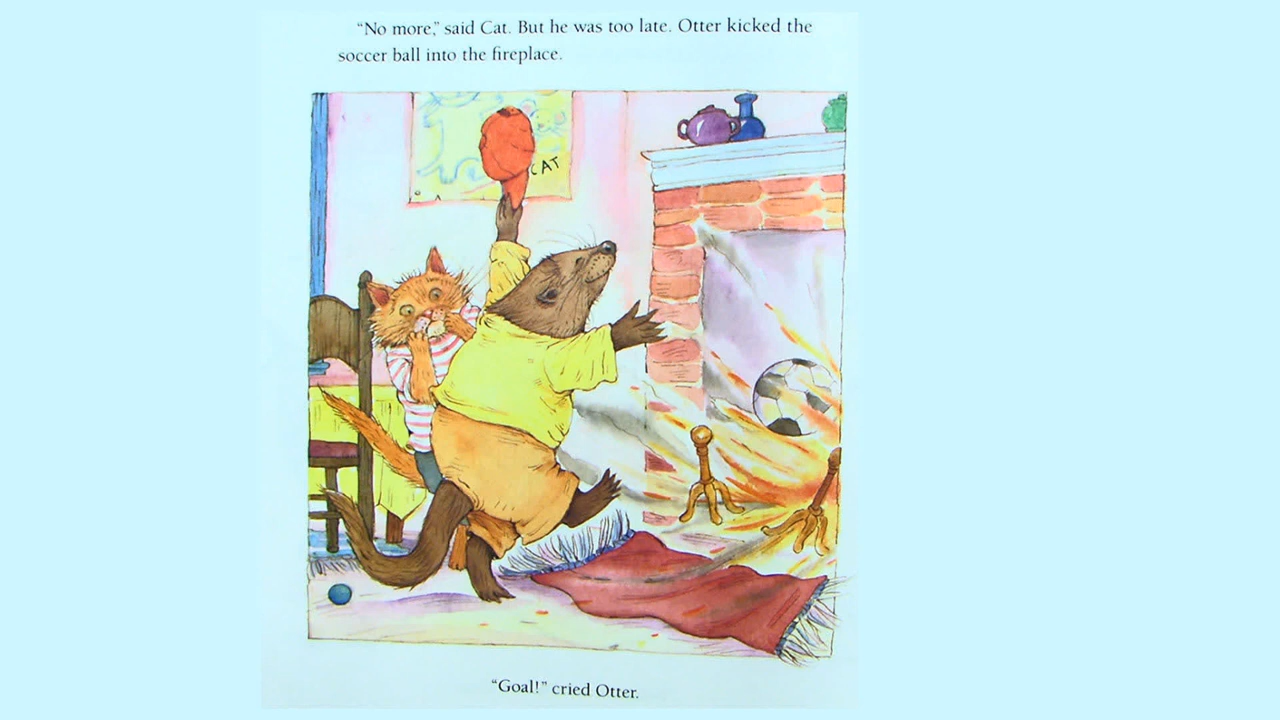 “No more,” said Cat. But he was too late. Otter kicked the
soccer ball into the fireplace.
CAT
“Goal!” cried Otter.